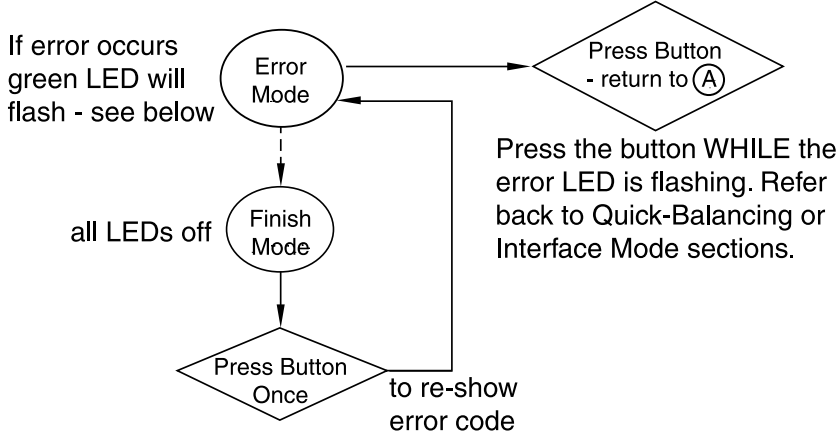 If error occurs
green LED will
flash - see below
Error
Mode
Press Button
- return to A
Press the button WHILE the
error LED is flashing. Refer
back to Quick-Balancing or
Interface Mode sections.
all LEDs off
Finish
Mode
Press Button
Once
to re-show
error code